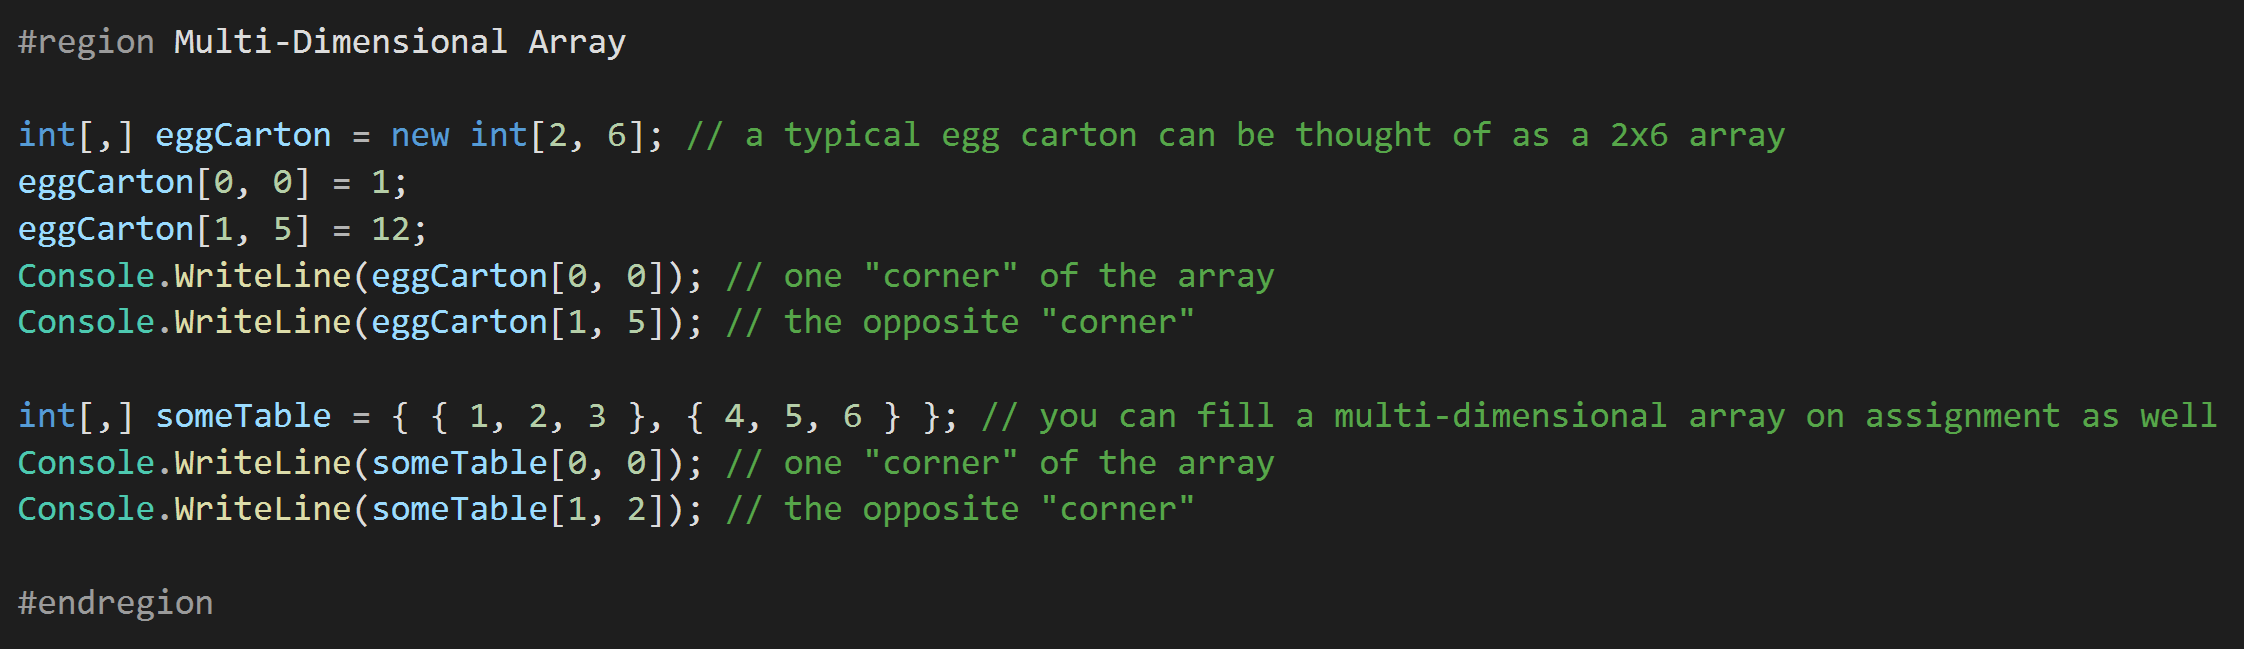 #region Multi-Dimensional Array
int[,] eggCarton = new int[2, 6]; // a typical egg carton can be thought of as a 2x6 array
eggCarton[0, 0] = 1;
eggCarton[1, 5] = 12;
Console.WriteLine(eggCarton[0, 0]); // one "corner" of the array
Console.WriteLine(eggCarton[1, 5]); // the opposite "corner"
int[,] someTable = { { 1, 2, 3 }, { 4, 5, 6 } }; // you can fill a multi-dimensional array on assignment as well
Console.WriteLine(someTable[0, 0]); // one "corner" of the array
Console.WriteLine(someTable[1, 2]); // the opposite "corner"
#endregion